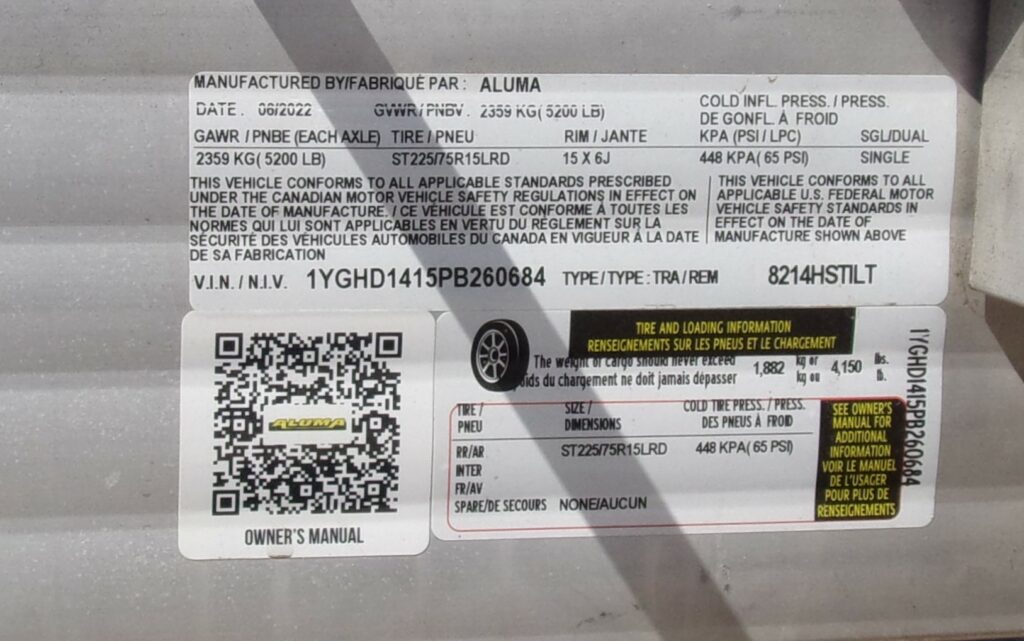 MANUFACTURED BY/FABRIQUÉ PAR : ALUMA
DATE . 06/2022 GVWR/PNBV . 2359 KG( 5200 LB)
COLD INFL. PRESS. / PRESS.
DE GONFL. À FROID
GAWR / PNBE (EACH AXLE) TIRE / PNEU RIM / JANTE KPA (PSI / LPC) SGL/DUAL
2359 KG( 5200 LB) ST225/75R15LRD 15 X 6J 448 KPA( 65 PSI) SINGLE
THIS VEHICLE CONFORMS TO ALL APPLICABLE STANDARDS PRESCRIBED
UNDER THE CANADIAN MOTOR VEHICLE SAFETY REGULATIONS IN EFFECT ON
THE DATE OF MANUFACTURE. / CE VÉHICULE EST CONFORME À TOUTES LES
NORMES QUI LUI SONT APPLICABLES EN VERTU DU RÈGLEMENT SUR LA
SÉCURITÉ DES VÉHICULES AUTOMOBILES DU CANADA EN VIGUEUR À LA DATE
DE SA FABRICATION
THIS VEHICLE CONFORMS TO ALL
APPLICABLE U.S. FEDERAL MOTOR
VEHICLE SAFETY STANDARDS IN
EFFECT ON THE DATE OF
MANUFACTURE SHOWN ABOVE
V.I.N. / N.I.V. 1YGHD1415PB260684 TYPE / TYPE : TRA / REM 8214HSTILT
ALUMA
OWNER'S MANUAL
TIRE AND LOADING INFORMATION
RENSEIGNEMENTS SUR LES PNEUS ET LE CHARGEMENT
The weight of cargo should never exceed 1,882 kg or 4,150 lbs.
oids du chargement ne doit jamais dépasser kg ou lb.
TIRE / SIZE / COLD TIRE PRESS. / PRESS.
PNEU DIMENSIONS DES PNEUS À FROID
RR/AR ST225/75R15LRD 448 KPA( 65 PSI)
INTER
FR/AV
SPARE/DE SECOURS NONE/AUCUN
SEE OWNER'S
MANUAL FOR
ADDITIONAL
INFORMATION
VOIR LE MANUEL
DE L'USAGER
POUR PLUS DE
RENSEIGNEMENTS
1YGHD1415PB260684